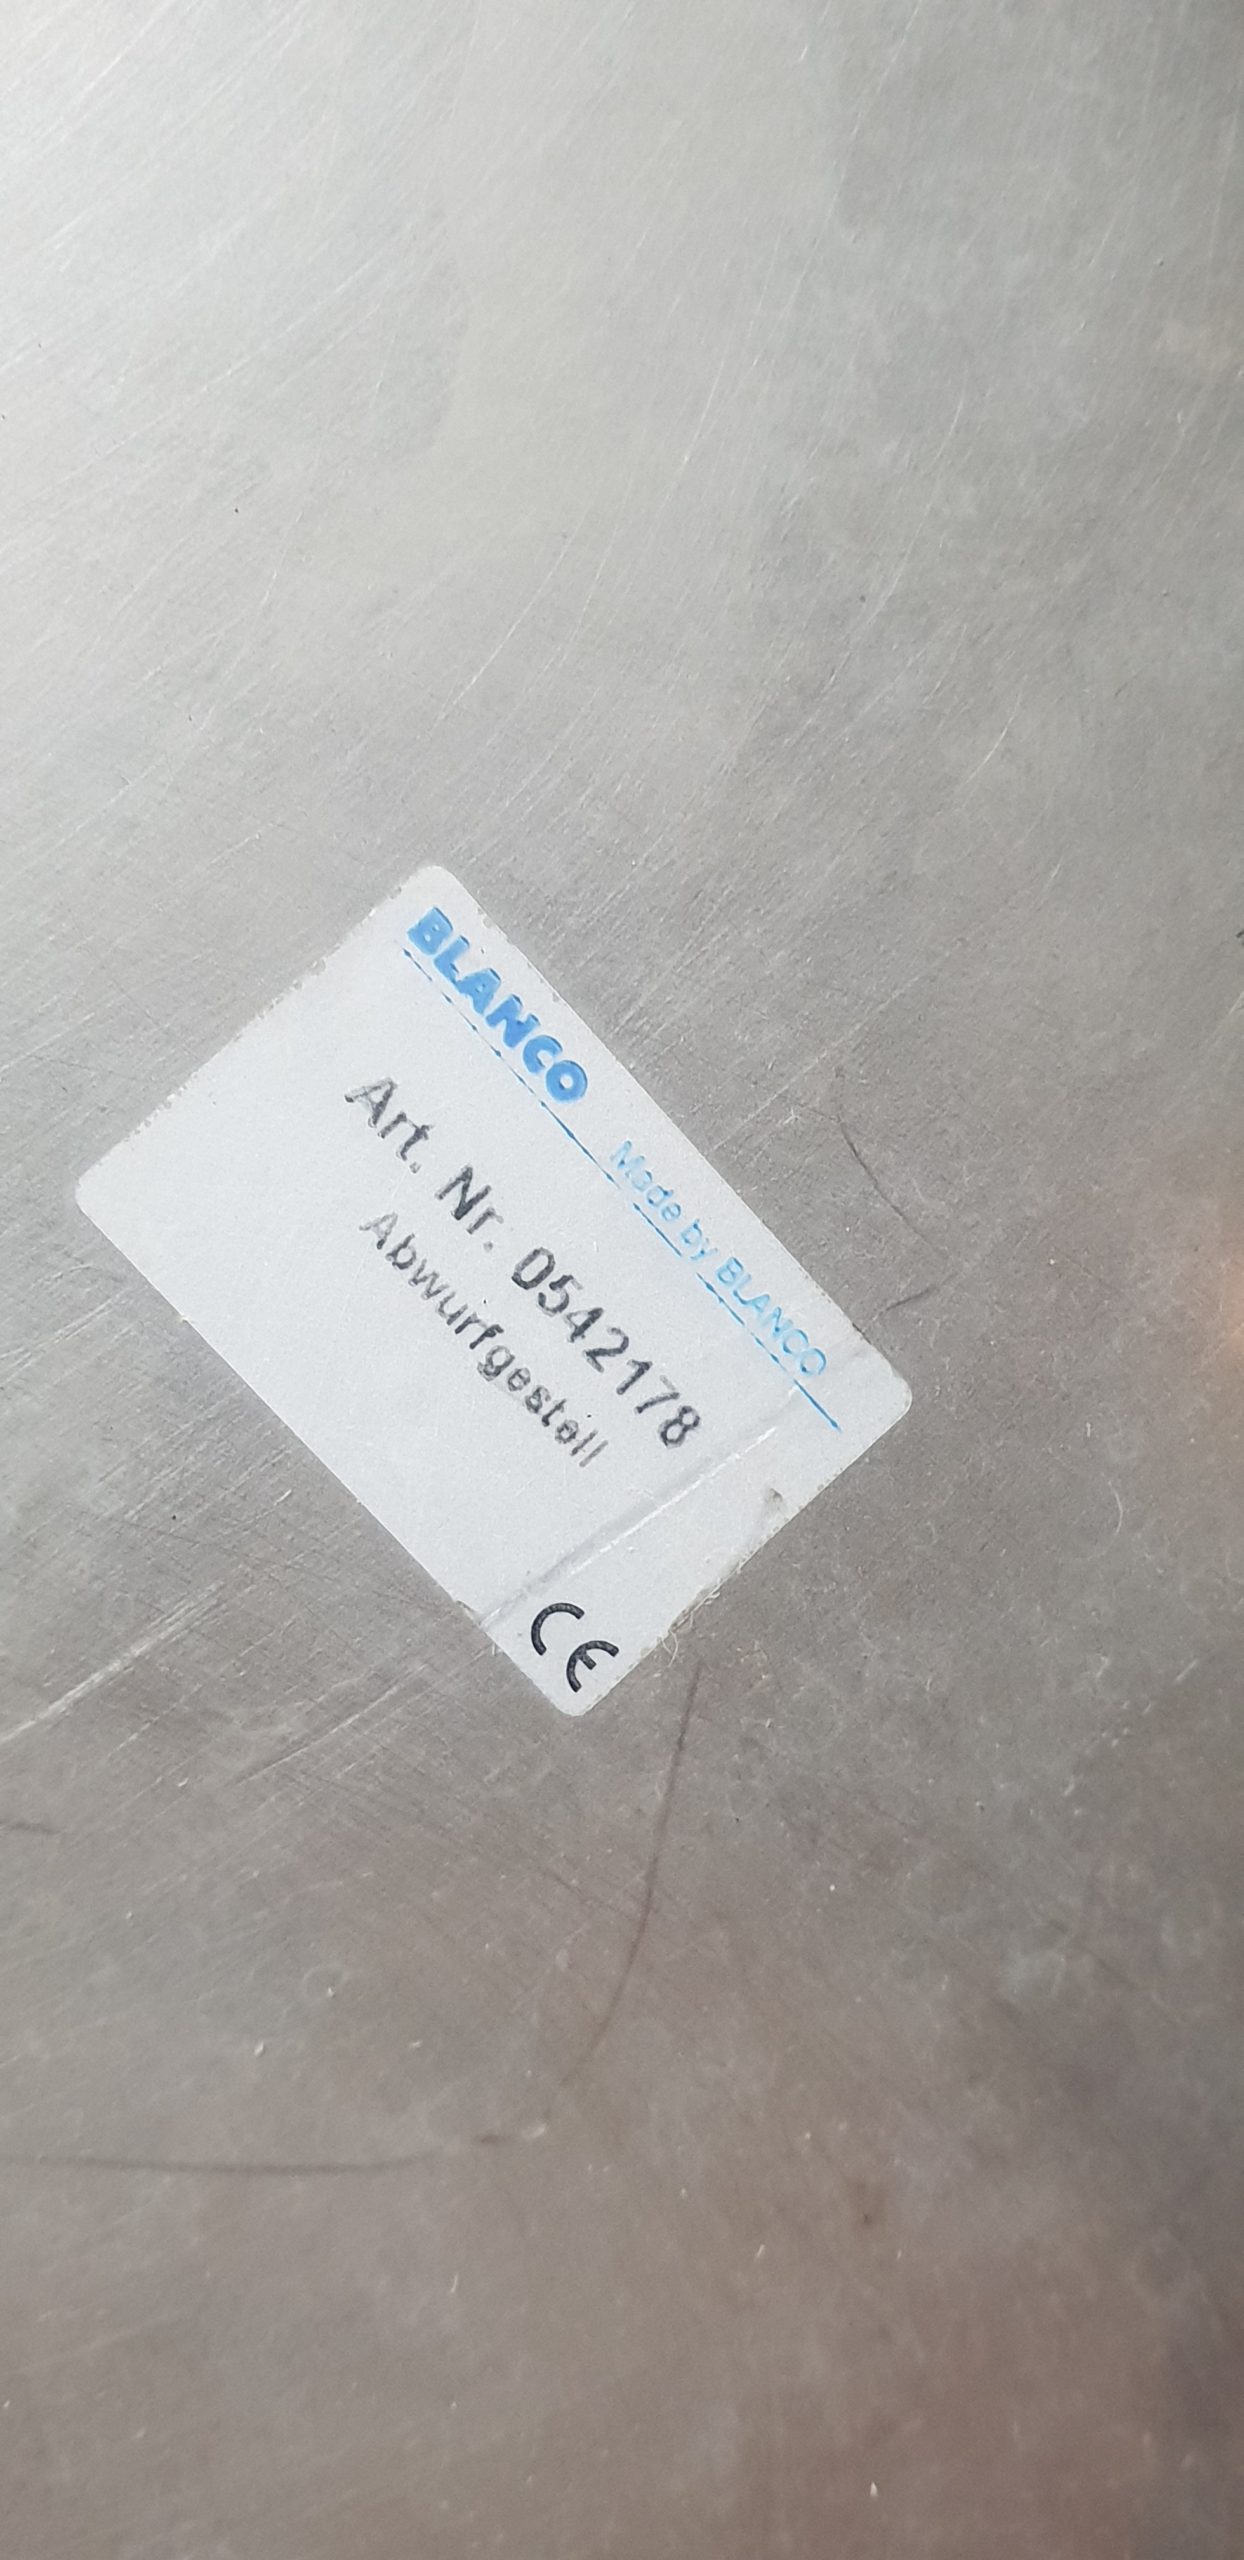 BLANCO
Made by BLANCO
Art. Nr. 0542178
Abwurfgestell
CE